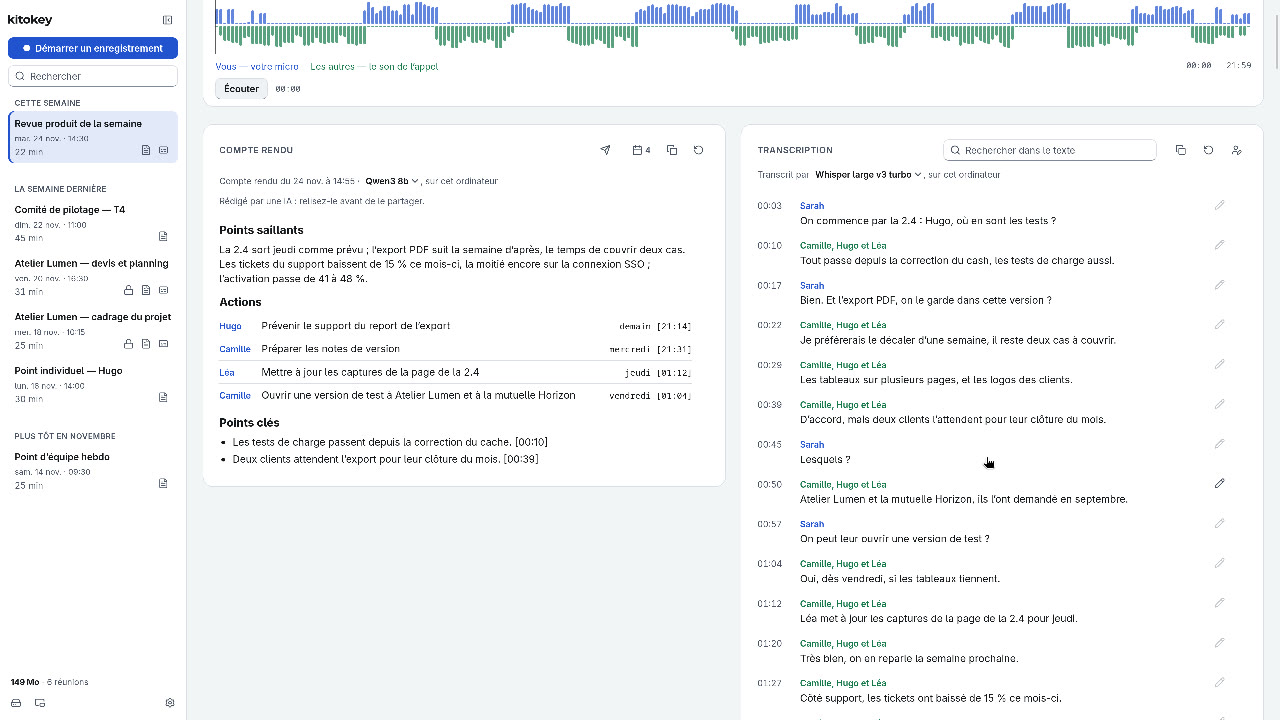 kitokey
Démarrer un enregistrement
Rechercher
CETTE SEMAINE
Revue produit de la semaine
mar. 24 nov. · 14:30
22 min
LA SEMAINE DERNIÈRE
Comité de pilotage — T4
dim. 22 nov. · 11:00
45 min
Atelier Lumen — devis et planning
ven. 20 nov. · 16:30
31 min
Atelier Lumen — cadrage du projet
mer. 18 nov. · 10:15
25 min
Point individuel — Hugo
lun. 16 nov. · 14:00
30 min
PLUS TÔT EN NOVEMBRE
Point d'équipe hebdo
sam. 14 nov. · 09:30
25 min
149 Mo · 6 réunions
Vous — votre micro Les autres — le son de l'appel
00:00 21:59
Écouter 00:00
COMPTE RENDU
4
Compte rendu du 24 nov. à 14:55 · Qwen3 8b , sur cet ordinateur
Rédigé par une IA : relisez-le avant de le partager.
Points saillants
La 2.4 sort jeudi comme prévu ; l'export PDF suit la semaine d'après, le temps de couvrir deux cas.
Les tickets du support baissent de 15 % ce mois-ci, la moitié encore sur la connexion SSO ;
l'activation passe de 41 à 48 %.
Actions
Hugo Prévenir le support du report de l'export demain [21:14]
Camille Préparer les notes de version mercredi [21:31]
Léa Mettre à jour les captures de la page de la 2.4 jeudi [01:12]
Camille Ouvrir une version de test à Atelier Lumen et à la mutuelle Horizon vendredi [01:04]
Points clés
• Les tests de charge passent depuis la correction du cache. [00:10]
• Deux clients attendent l'export pour leur clôture du mois. [00:39]
TRANSCRIPTION
Rechercher dans le texte
Transcrit par Whisper large v3 turbo , sur cet ordinateur
00:03 Sarah
On commence par la 2.4 : Hugo, où en sont les tests ?
00:10 Camille, Hugo et Léa
Tout passe depuis la correction du cash, les tests de charge aussi.
00:17 Sarah
Bien. Et l'export PDF, on le garde dans cette version ?
00:22 Camille, Hugo et Léa
Je préférerais le décaler d'une semaine, il reste deux cas à couvrir.
00:29 Camille, Hugo et Léa
Les tableaux sur plusieurs pages, et les logos des clients.
00:39 Camille, Hugo et Léa
D'accord, mais deux clients l'attendent pour leur clôture du mois.
00:45 Sarah
Lesquels ?
00:50 Camille, Hugo et Léa
Atelier Lumen et la mutuelle Horizon, ils l'ont demandé en septembre.
00:57 Sarah
On peut leur ouvrir une version de test ?
01:04 Camille, Hugo et Léa
Oui, dès vendredi, si les tableaux tiennent.
01:12 Camille, Hugo et Léa
Léa met à jour les captures de la page de la 2.4 pour jeudi.
01:20 Camille, Hugo et Léa
Très bien, on en reparle la semaine prochaine.
01:27 Camille, Hugo et Léa
Côté support, les tickets ont baissé de 15 % ce mois-ci.